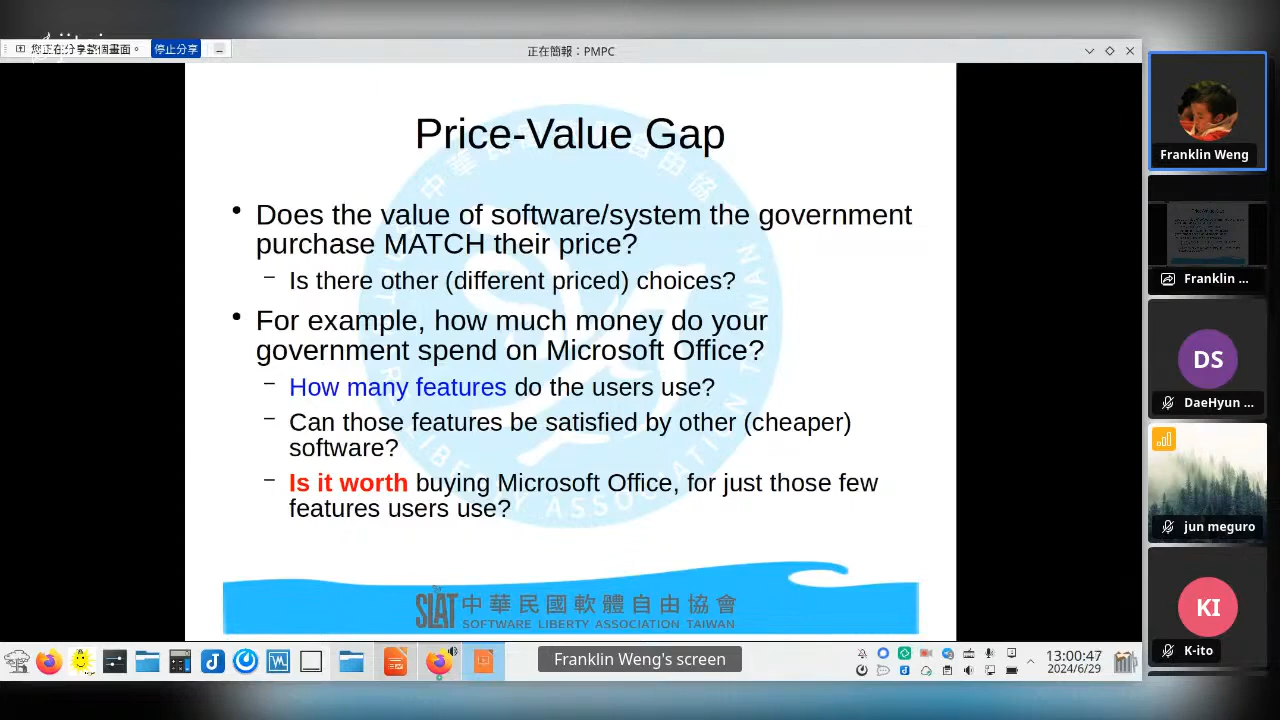 您正在分享整個畫面。 停止分享
正在簡報：PMPC
Price-Value Gap
• Does the value of software/system the government
purchase MATCH their price?
– Is there other (different priced) choices?
• For example, how much money do your
government spend on Microsoft Office?
– How many features do the users use?
– Can those features be satisfied by other (cheaper)
software?
– Is it worth buying Microsoft Office, for just those few
features users use?
SLAT 中華民國軟體自由協會
SOFTWARE LIBERTY ASSOCIATION TAIWAN
Franklin Weng's screen
13:00:47
2024/6/29
Franklin Weng
Franklin ...
DS
DaeHyun ...
jun meguro
KI
K-ito